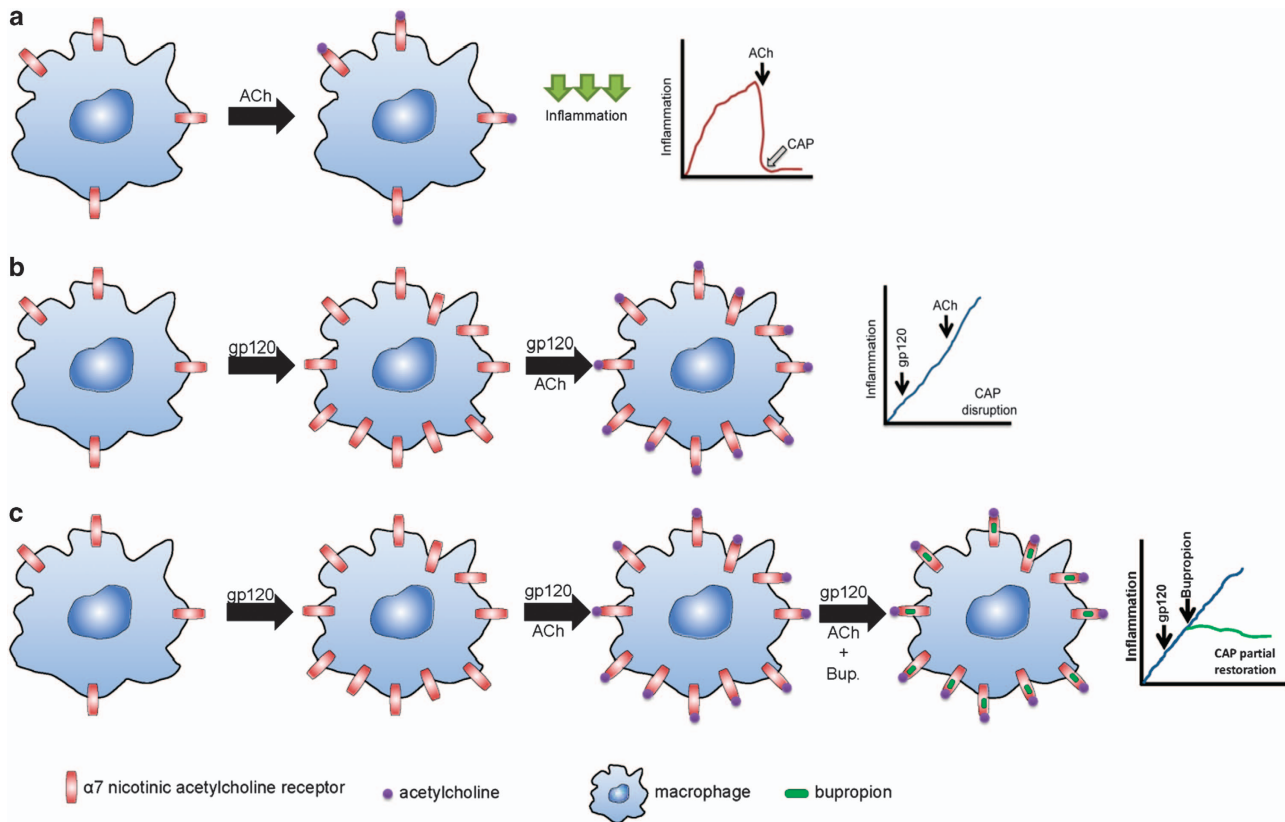 a
ACh
Inflammation
Inflammation
ACh
CAP
b
gp120
gp120
ACh
Inflammation
gp120
ACh
CAP
disruption
c
gp120
gp120
ACh
gp120
ACh
+
Bup.
Inflammation
gp120
Bupropion
CAP partial
restoration
α7 nicotinic acetylcholine receptor
acetylcholine
macrophage
bupropion